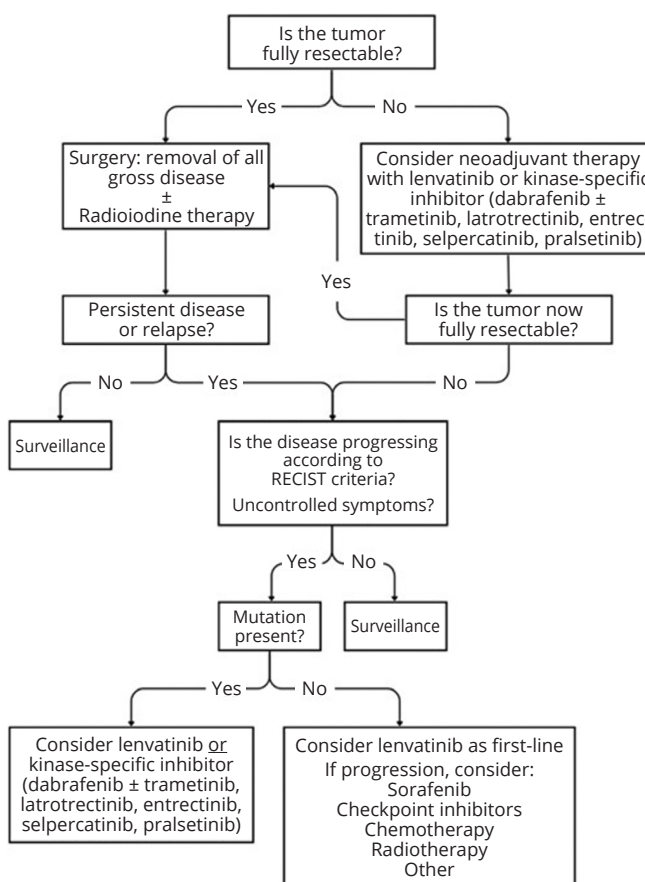 Is the tumor
fully resectable?
Yes
No
Surgery: removal of all
gross disease
±
Radioiodine therapy
Consider neoadjuvant therapy
with lenvatinib or kinase-specific
inhibitor (dabrafenib ±
trametinib, latrotrectinib, entrec
tinib, selpercatinib, pralsetinib)
Yes
Persistent disease
or relapse?
Is the tumor now
fully resectable?
No
Yes
No
Surveillance
Is the disease progressing
according to
RECIST criteria?
Uncontrolled symptoms?
Yes
No
Mutation
present?
Surveillance
Yes
No
Consider lenvatinib or
kinase-specific inhibitor
(dabrafenib ± trametinib,
latrotrectinib, entrectinib,
selpercatinib, pralsetinib)
Consider lenvatinib as first-line
If progression, consider:
Sorafenib
Checkpoint inhibitors
Chemotherapy
Radiotherapy
Other